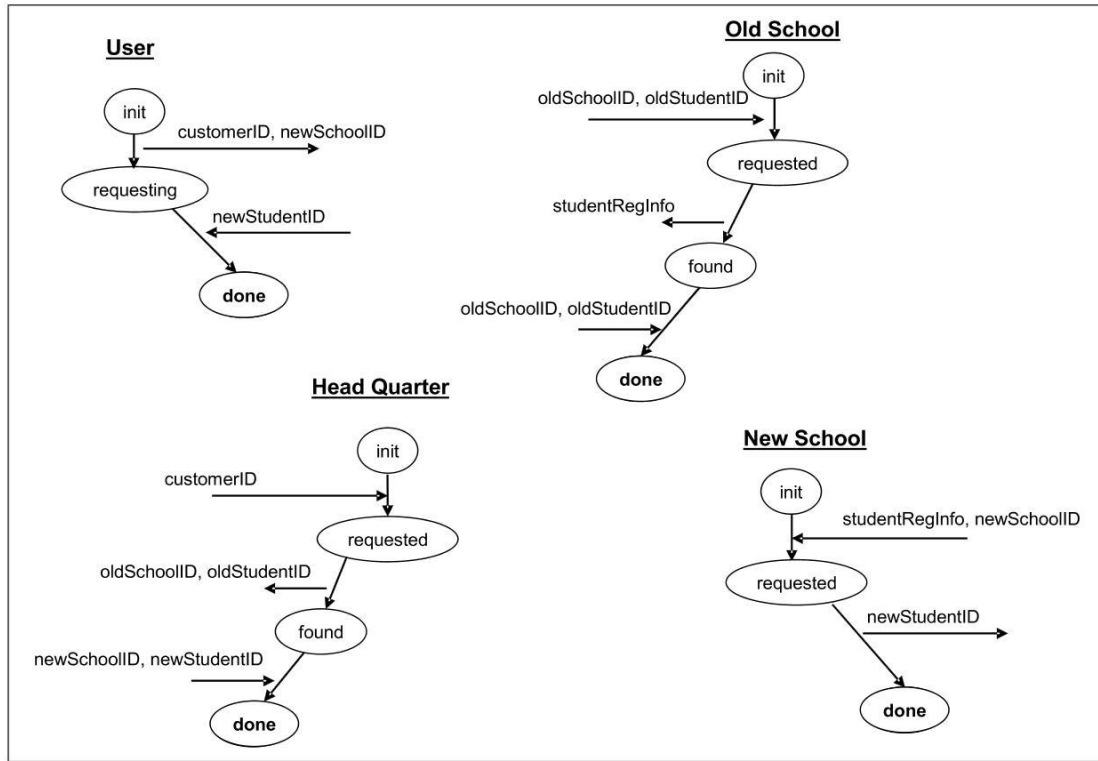 User
init
customerID, newSchoolID
requesting
newStudentID
done
Old School
init
oldSchoolID, oldStudentID
requested
studentRegInfo
found
oldSchoolID, oldStudentID
done
Head Quarter
init
customerID
requested
oldSchoolID, oldStudentID
found
newSchoolID, newStudentID
done
New School
init
studentRegInfo, newSchoolID
requested
newStudentID
done